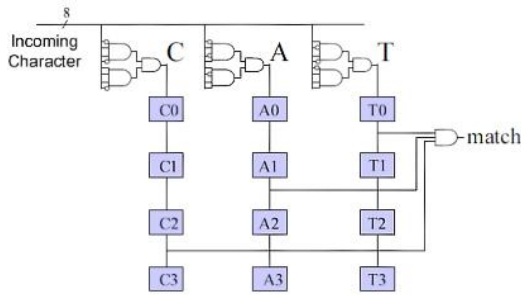 8
Incoming
Character
C A T
C0 A0 T0
match
C1 A1 T1
C2 A2 T2
C3 A3 T3